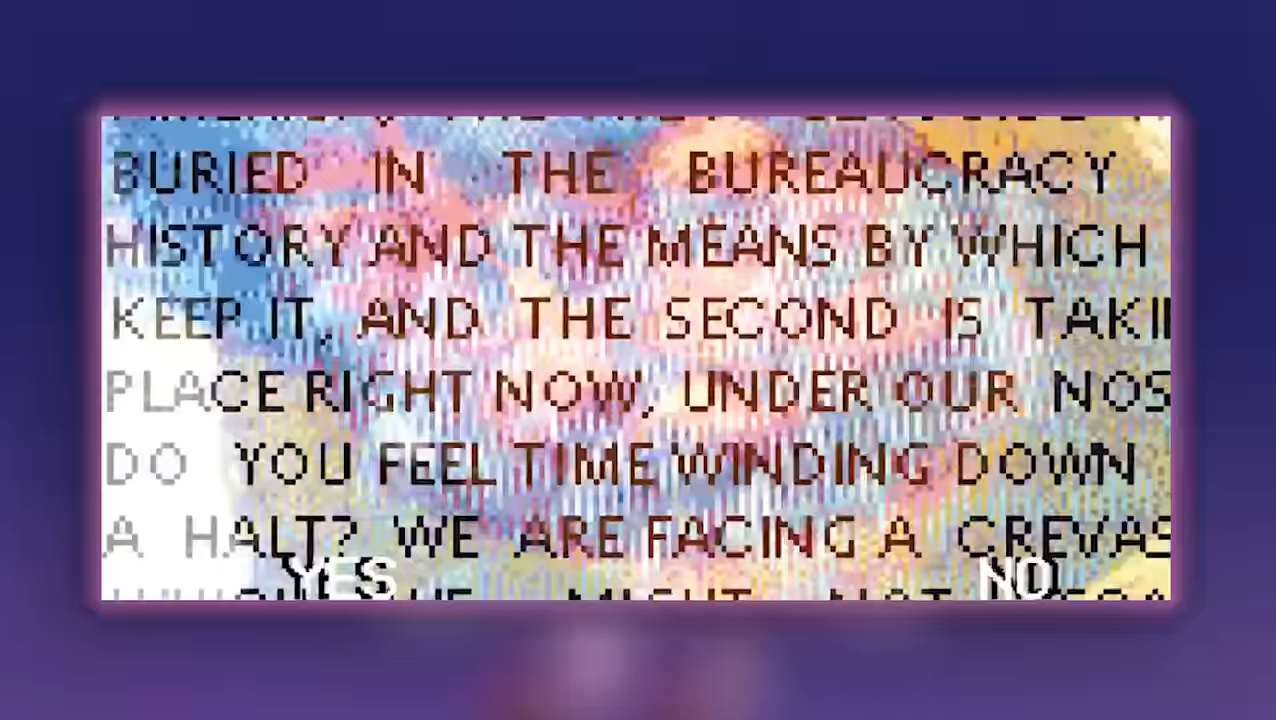 BURIED IN THE BUREAUCRACY
HISTORY AND THE MEANS BY WHICH
KEEP IT, AND THE SECOND IS TAKI
PLACE RIGHT NOW, UNDER OUR NOS
DO YOU FEEL TIME WINDING DOWN
A HALT? WE ARE FACING A CREVAS
YES NO